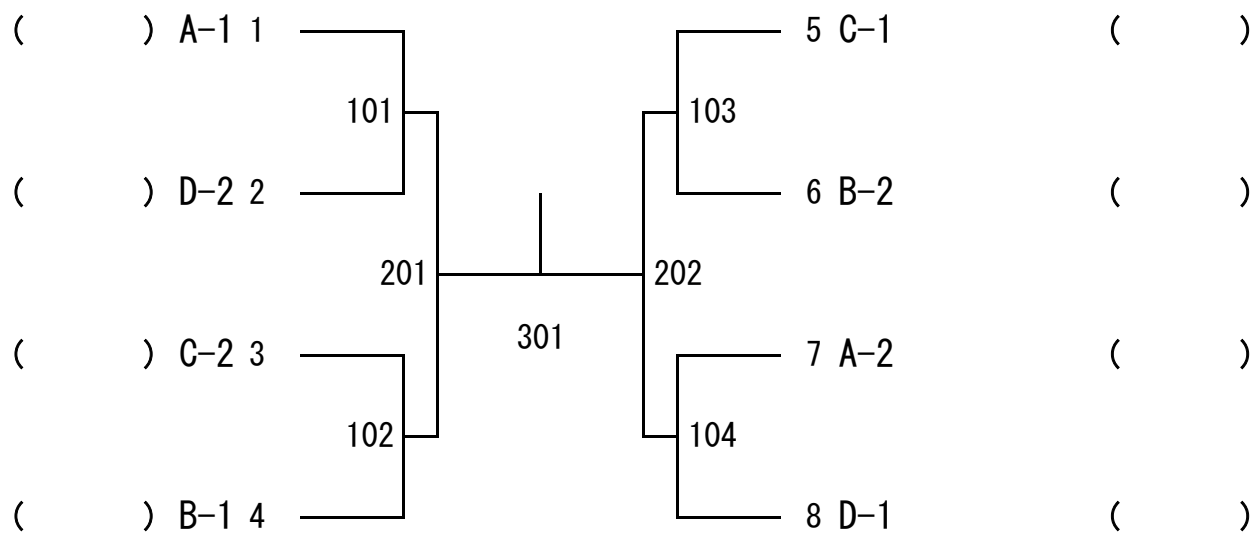 (　　　) A-1 1 5 C-1 (　　　)
101 103
(　　　) D-2 2 6 B-2 (　　　)
201 202
301
(　　　) C-2 3 7 A-2 (　　　)
102 104
(　　　) B-1 4 8 D-1 (　　　)